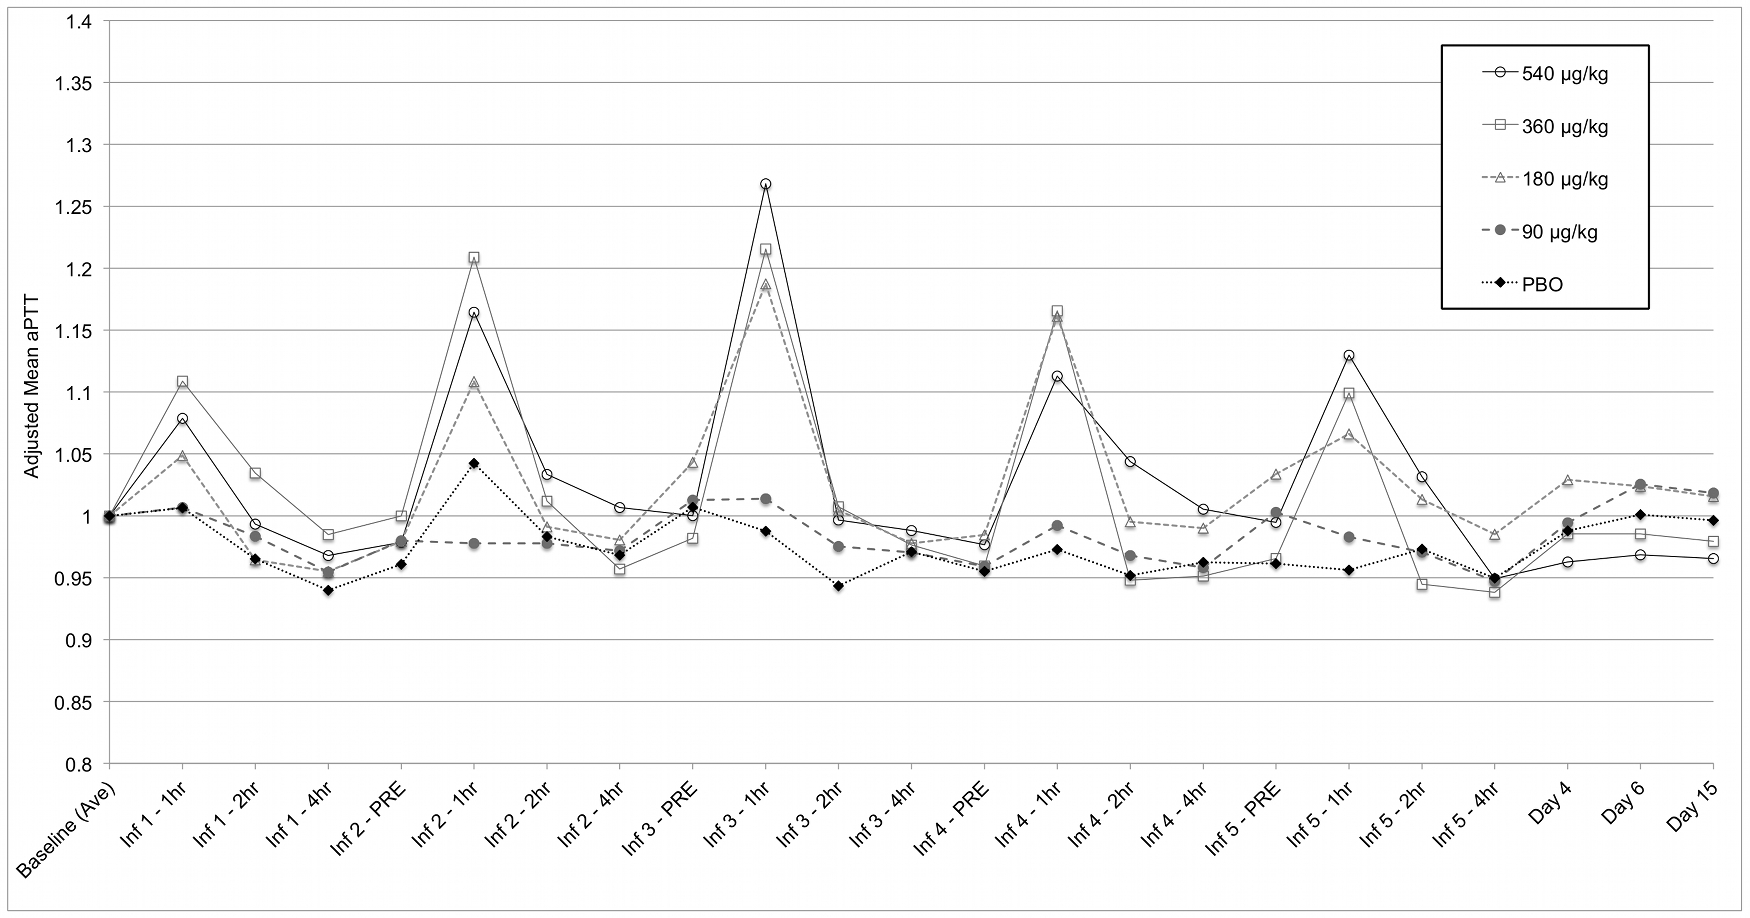 1.4
1.35
1.3
1.25
1.2
1.15
1.1
1.05
1
0.95
0.9
0.85
0.8
Adjusted Mean aPTT
540 µg/kg
360 µg/kg
180 µg/kg
90 µg/kg
PBO
Baseline (Ave)
Inf 1 - 1hr
Inf 1 - 2hr
Inf 1 - 4hr
Inf 2 - PRE
Inf 2 - 1hr
Inf 2 - 2hr
Inf 2 - 4hr
Inf 3 - PRE
Inf 3 - 1hr
Inf 3 - 2hr
Inf 3 - 4hr
Inf 4 - PRE
Inf 4 - 1hr
Inf 4 - 2hr
Inf 4 - 4hr
Inf 5 - PRE
Inf 5 - 1hr
Inf 5 - 2hr
Inf 5 - 4hr
Day 4
Day 6
Day 15